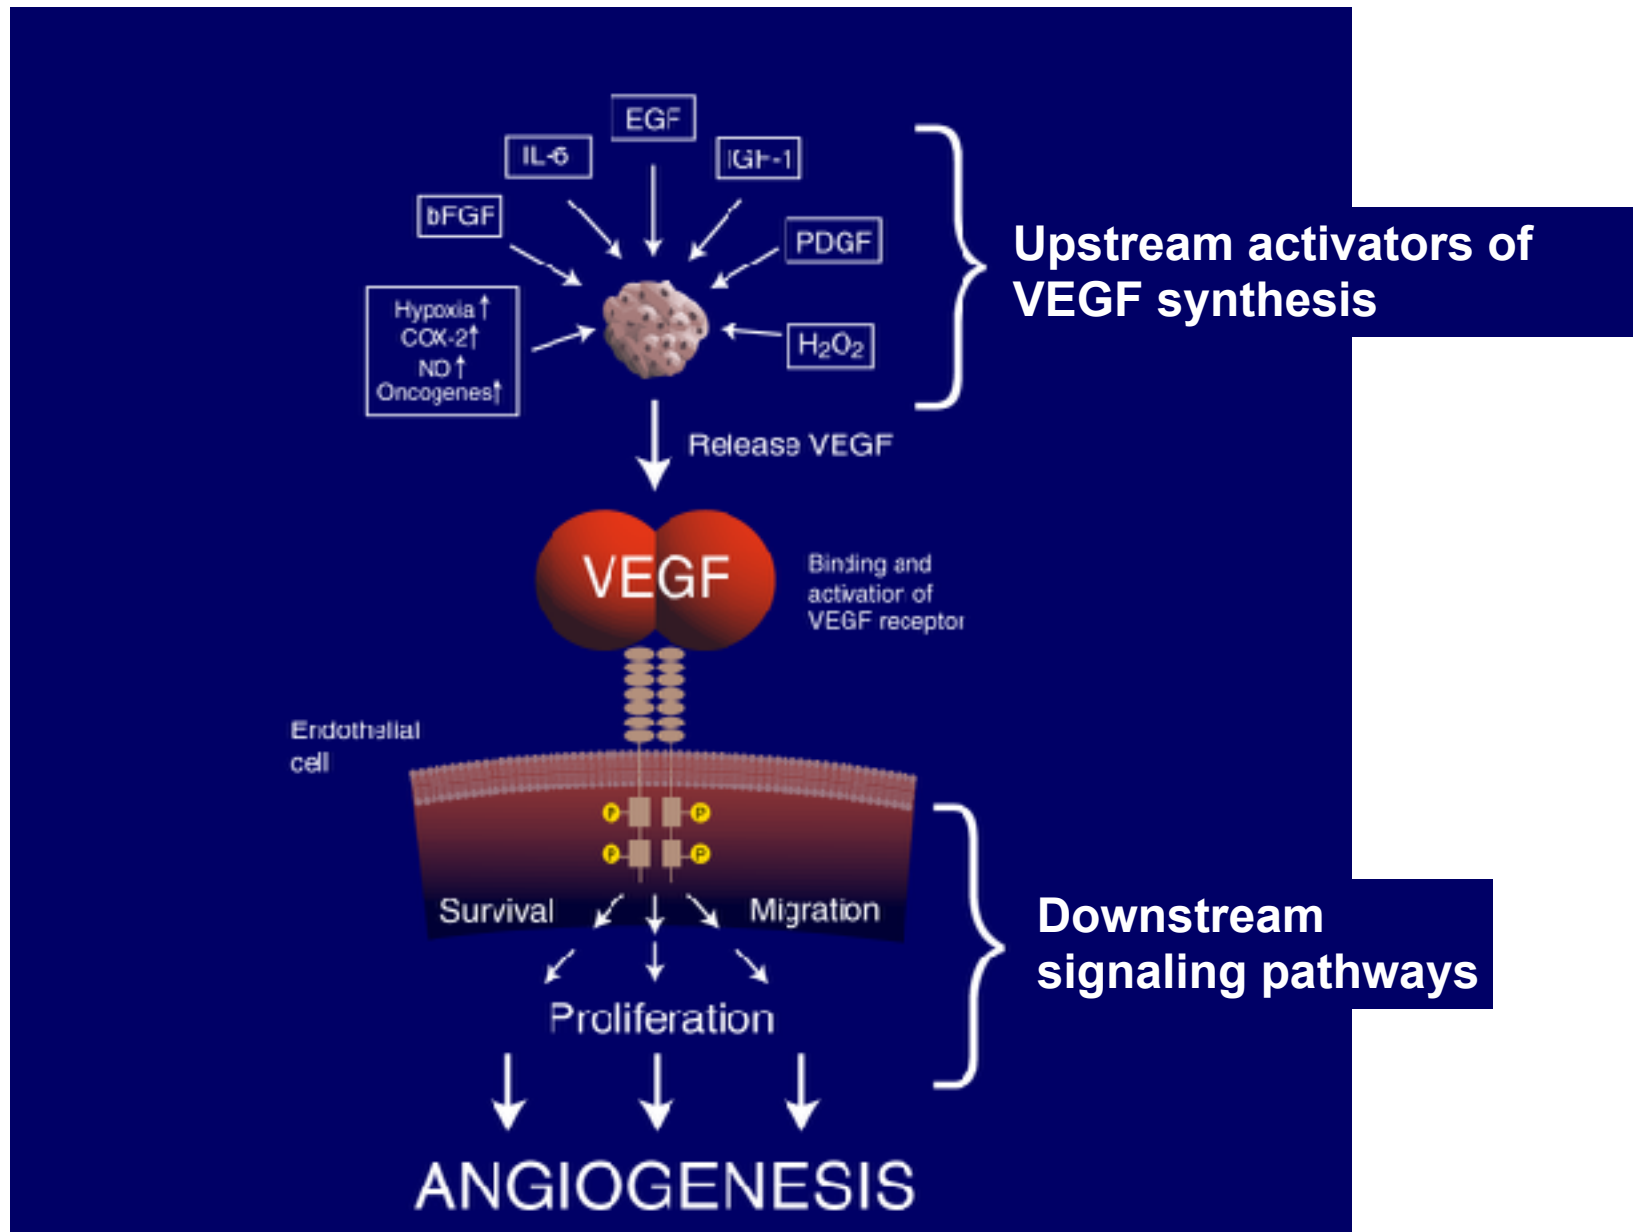 EGF
IL-6
IGF-1
bFGF
PDGF
Upstream activators of
VEGF synthesis
Hypoxia↑
COX-2↑
NO↑
Oncogenes↑
H₂O₂
Release VEGF
VEGF
Binding and
activation of
VEGF receptor
Endothelial
cell
P P
P P
Survival Migration
Downstream
signaling pathways
Proliferation
ANGIOGENESIS